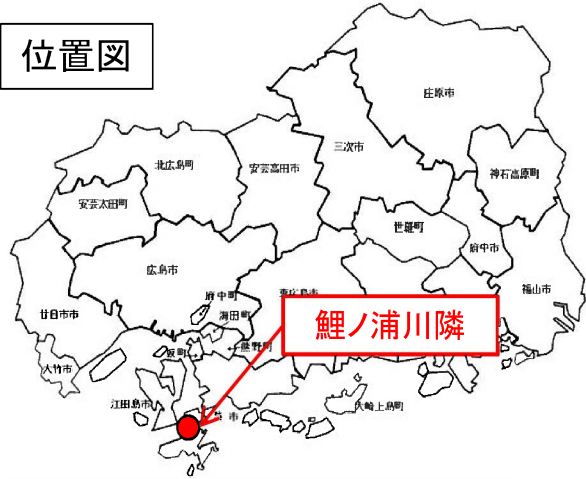 位置図
庄原市
三次市
北広島町
安芸高田市
神石高原町
安芸太田町
世羅町
府中市
広島市
東広島市
福山市
府中町
廿日市市
海田町
鯉ノ浦川隣
熊野町
坂町
大竹市
江田島市
大崎上島町
市